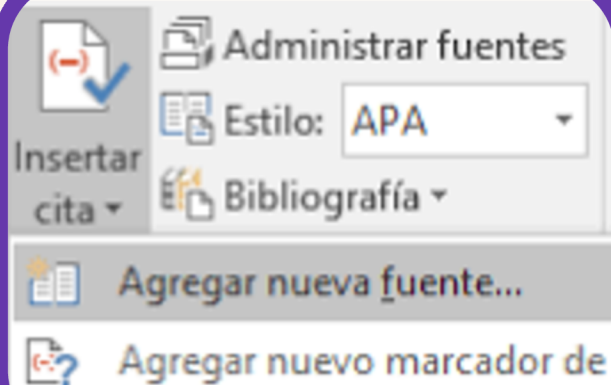 Administrar fuentes
Estilo: APA
Insertar cita
Bibliografía
Agregar nueva fuente...
Agregar nuevo marcador de